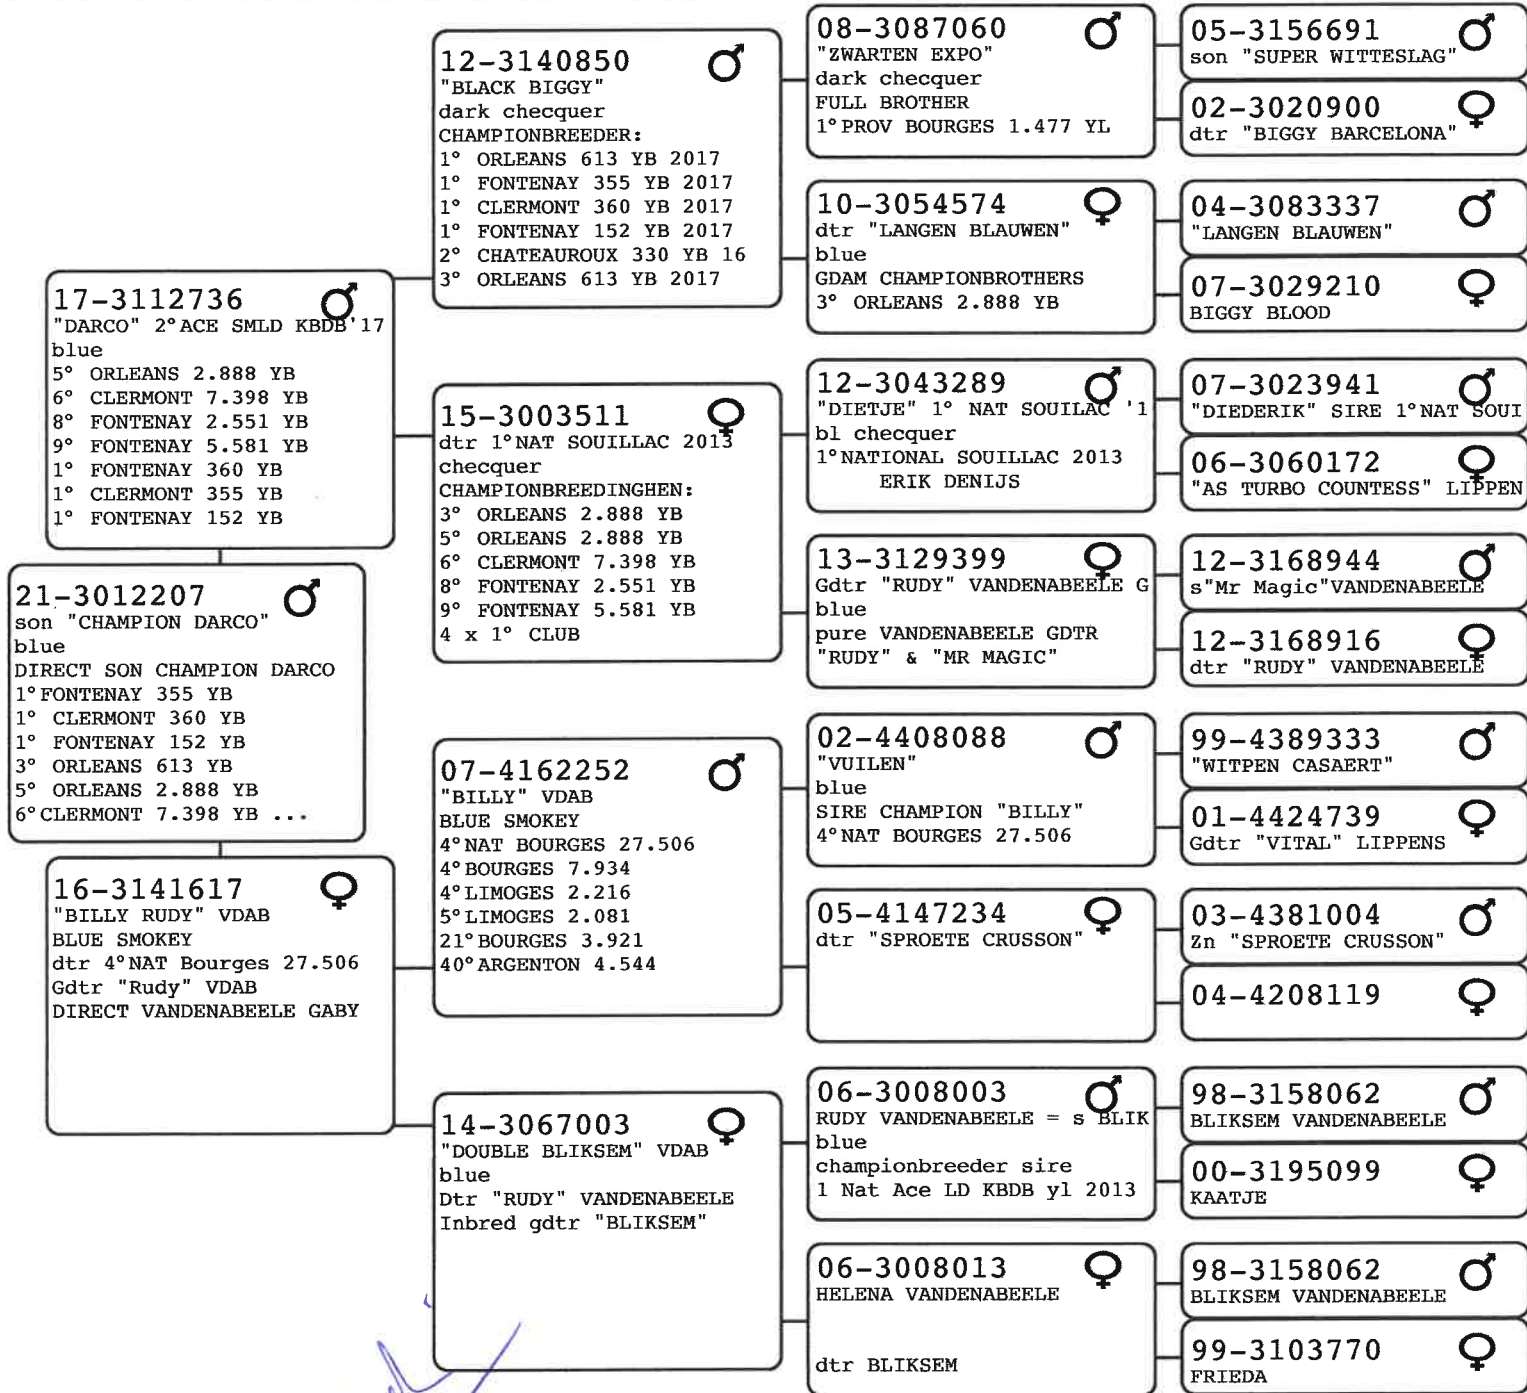 21-3012207
son "CHAMPION DARCO"
blue
DIRECT SON CHAMPION DARCO
1° FONTENAY 355 YB
1° CLERMONT 360 YB
1° FONTENAY 152 YB
3° ORLEANS 613 YB
5° ORLEANS 2.888 YB
6° CLERMONT 7.398 YB ...
17-3112736
"DARCO" 2° ACE SMLD KBDB'17
blue
5° ORLEANS 2.888 YB
6° CLERMONT 7.398 YB
8° FONTENAY 2.551 YB
9° FONTENAY 5.581 YB
1° FONTENAY 360 YB
1° CLERMONT 355 YB
1° FONTENAY 152 YB
16-3141617
"BILLY RUDY" VDAB
BLUE SMOKEY
dtr 4° NAT Bourges 27.506
Gdtr "Rudy" VDAB
DIRECT VANDENABEELE GABY
12-3140850
"BLACK BIGGY"
dark checquer
CHAMPIONBREEDER:
1° ORLEANS 613 YB 2017
1° FONTENAY 355 YB 2017
1° CLERMONT 360 YB 2017
1° FONTENAY 152 YB 2017
2° CHATEAUROUX 330 YB 16
3° ORLEANS 613 YB 2017
15-3003511
dtr 1° NAT SOUILLAC 2013
checquer
CHAMPIONBREEDINGHEN:
3° ORLEANS 2.888 YB
5° ORLEANS 2.888 YB
6° CLERMONT 7.398 YB
8° FONTENAY 2.551 YB
9° FONTENAY 5.581 YB
4 x 1° CLUB
07-4162252
"BILLY" VDAB
BLUE SMOKEY
4° NAT BOURGES 27.506
4° BOURGES 7.934
4° LIMOGES 2.216
5° LIMOGES 2.081
21° BOURGES 3.921
40° ARGENTON 4.544
14-3067003
"DOUBLE BLIKSEM" VDAB
blue
Dtr "RUDY" VANDENABEELE
Inbred gdtr "BLIKSEM"
08-3087060
"ZWARTEN EXPO"
dark checquer
FULL BROTHER
1° PROV BOURGES 1.477 YL
10-3054574
dtr "LANGEN BLAUWEN"
blue
GDAM CHAMPIONBROTHERS
3° ORLEANS 2.888 YB
12-3043289
"DIETJE" 1° NAT SOUILAC '1
bl checquer
1° NATIONAL SOUILLAC 2013
ERIK DENIJS
13-3129399
Gdtr "RUDY" VANDENABEELE G
blue
pure VANDENABEELE GDTR
"RUDY" & "MR MAGIC"
02-4408088
"VUILEN"
blue
SIRE CHAMPION "BILLY"
4° NAT BOURGES 27.506
05-4147234
dtr "SPROETE CRUSSON"
06-3008003
RUDY VANDENABEELE = s BLIK
blue
championbreeder sire
1 Nat Ace LD KBDB yl 2013
06-3008013
HELENA VANDENABEELE
dtr BLIKSEM
05-3156691
son "SUPER WITTESLAG"
02-3020900
dtr "BIGGY BARCELONA"
04-3083337
"LANGEN BLAUWEN"
07-3029210
BIGGY BLOOD
07-3023941
"DIEDERIK" SIRE 1° NAT SOUI
06-3060172
"AS TURBO COUNTESS" LIPPEN
12-3168944
s"Mr Magic"VANDENABEELE
12-3168916
dtr "RUDY" VANDENABEELE
99-4389333
"WITPEN CASAERT"
01-4424739
Gdtr "VITAL" LIPPENS
03-4381004
Zn "SPROETE CRUSSON"
04-4208119
98-3158062
BLIKSEM VANDENABEELE
00-3195099
KAATJE
98-3158062
BLIKSEM VANDENABEELE
99-3103770
FRIEDA